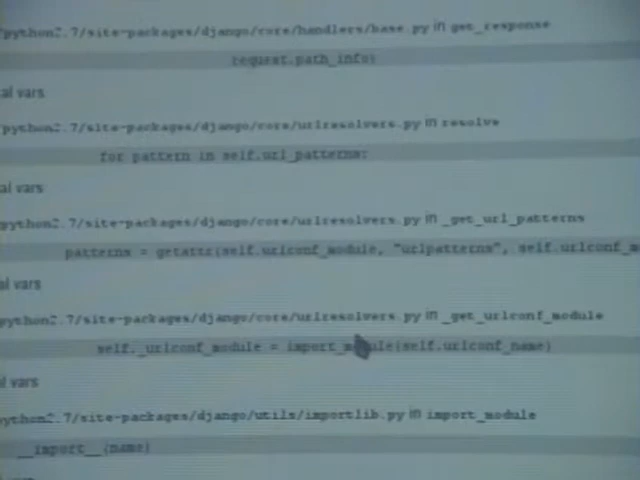 /python2.7/site-packages/django/core/handlers/base.py in get_response
request.path_info)
al vars
/python2.7/site-packages/django/core/urlresolvers.py in resolve
for pattern in self.url_patterns:
al vars
/python2.7/site-packages/django/core/urlresolvers.py in _get_url_patterns
patterns = getattr(self.urlconf_module, "urlpatterns", self.urlconf_m
al vars
python2.7/site-packages/django/core/urlresolvers.py in _get_urlconf_module
self._urlconf_module = import_module(self.urlconf_name)
al vars
python2.7/site-packages/django/utils/importlib.py in import_module
__import__(name)